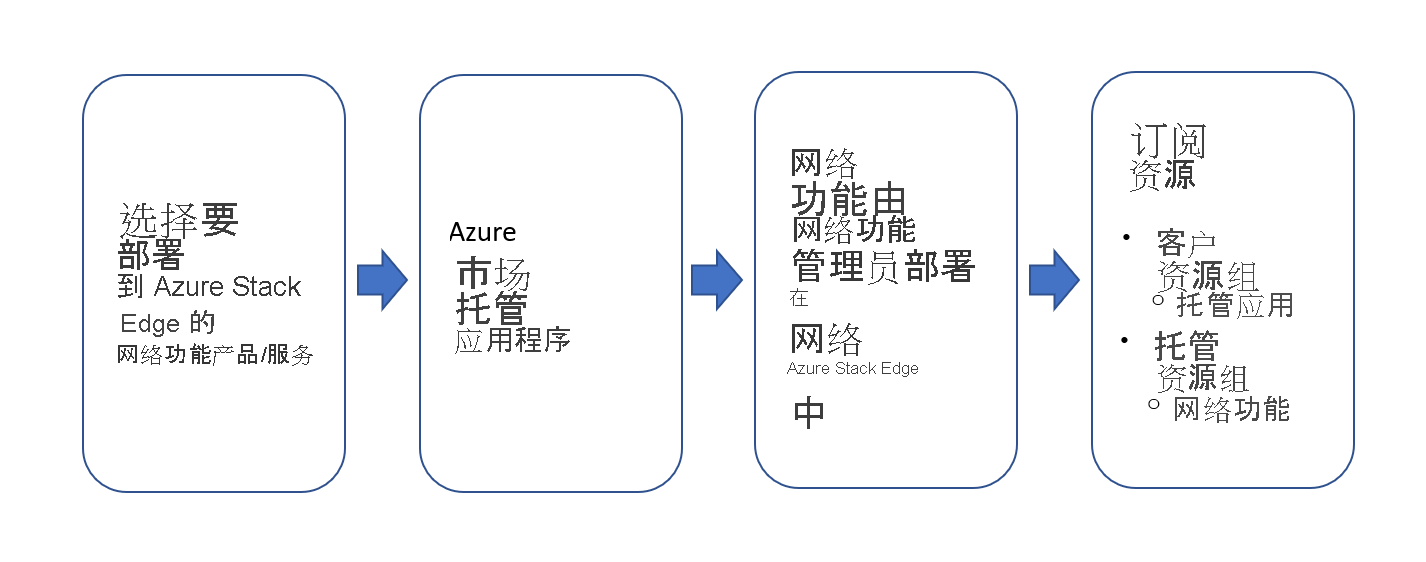 选择要
部署
到 Azure Stack
Edge 的
网络功能产品/服务
Azure
市场
托管
应用程序
网络
功能由
网络功能
管理员部署
在
网络
Azure Stack Edge
中
订阅
资源
• 客户
资源组
○ 托管应用
• 托管
资源组
○ 网络功能